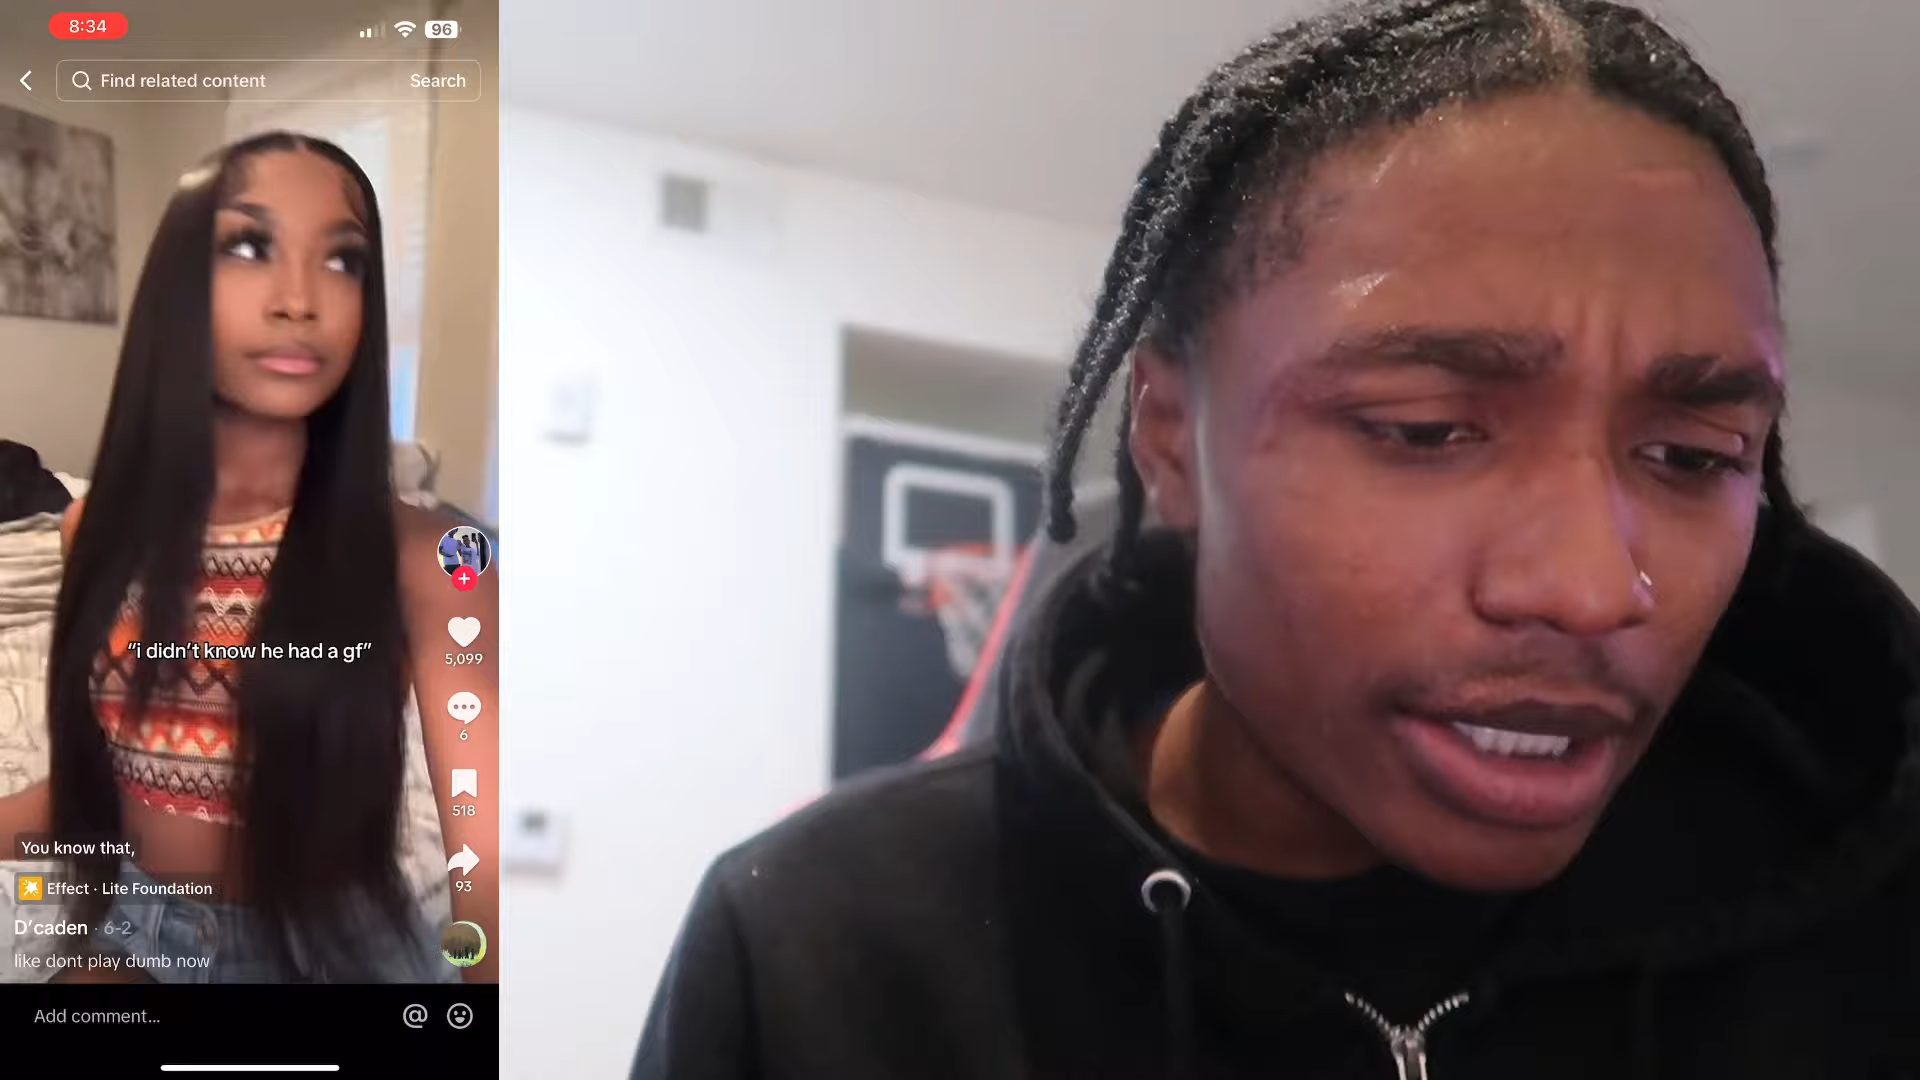 8:34
96
Find related content
Search
"i didn't know he had a gf"
5,099
6
518
93
You know that,
Effect · Lite Foundation
D'caden · 6-2
like dont play dumb now
Add comment...
@